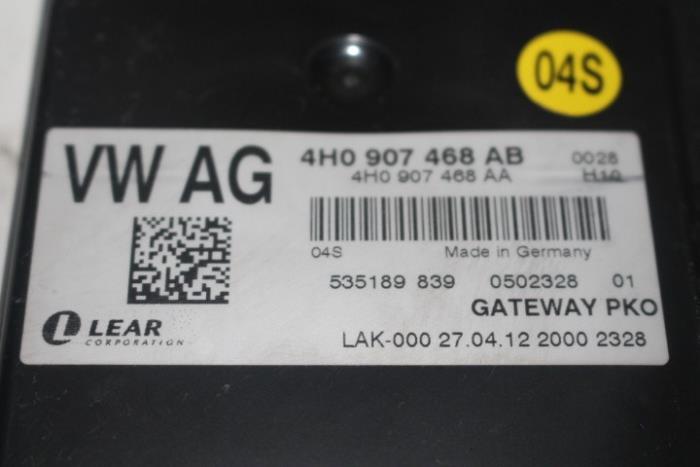 04S
VW AG
4H0 907 468 AB 0028
4H0 907 468 AA H10
04S Made in Germany
535189 839 0502328 01
GATEWAY PKO
LEAR
CORPORATION
LAK-000 27.04.12 2000 2328